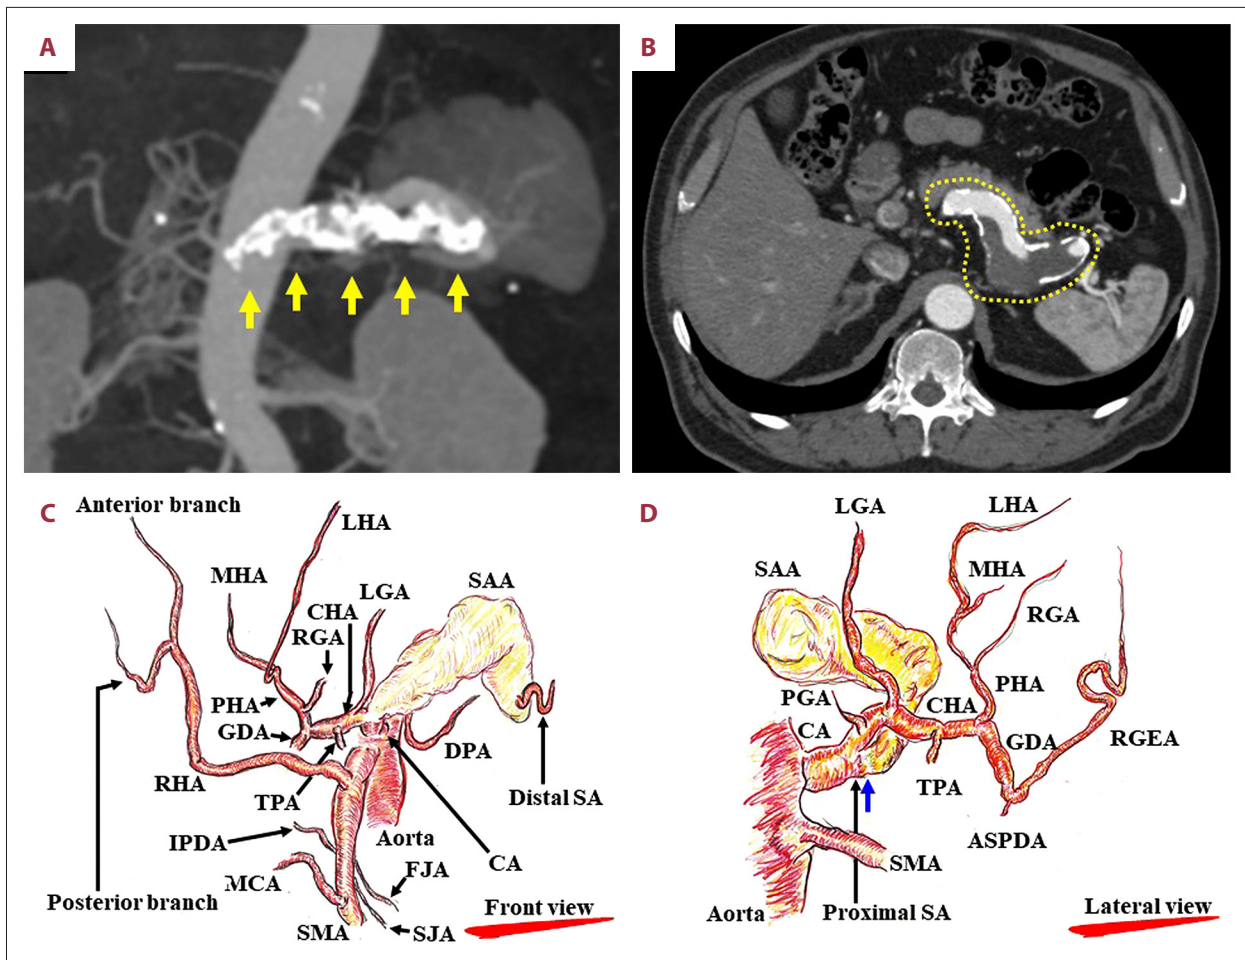 A
B
C
Anterior branch
LHA
MHA
CHA
LGA
SAA
RGA
PHA
GDA
DPA
RHA
TPA
Distal SA
IPDA
Aorta
CA
FJA
MCA
Posterior branch
Front view
SMA
SJA
D
LGA
LHA
SAA
MHA
RGA
PGA
PHA
CHA
CA
GDA
RGEA
TPA
ASPDA
SMA
Aorta
Proximal SA
Lateral view